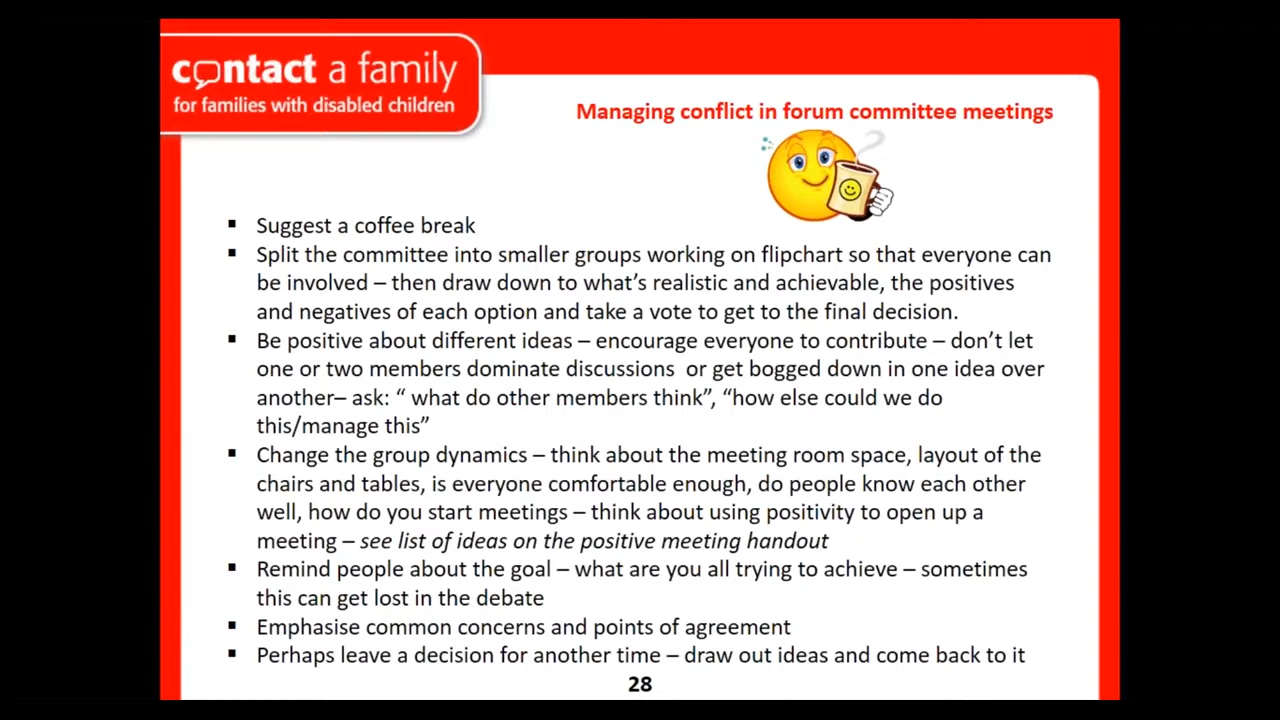 contact a family
for families with disabled children
Managing conflict in forum committee meetings
▪ Suggest a coffee break
▪ Split the committee into smaller groups working on flipchart so that everyone can
be involved – then draw down to what's realistic and achievable, the positives
and negatives of each option and take a vote to get to the final decision.
▪ Be positive about different ideas – encourage everyone to contribute – don't let
one or two members dominate discussions  or get bogged down in one idea over
another– ask: “ what do other members think”, “how else could we do
this/manage this”
▪ Change the group dynamics – think about the meeting room space, layout of the
chairs and tables, is everyone comfortable enough, do people know each other
well, how do you start meetings – think about using positivity to open up a
meeting – see list of ideas on the positive meeting handout
▪ Remind people about the goal – what are you all trying to achieve – sometimes
this can get lost in the debate
▪ Emphasise common concerns and points of agreement
▪ Perhaps leave a decision for another time – draw out ideas and come back to it
28